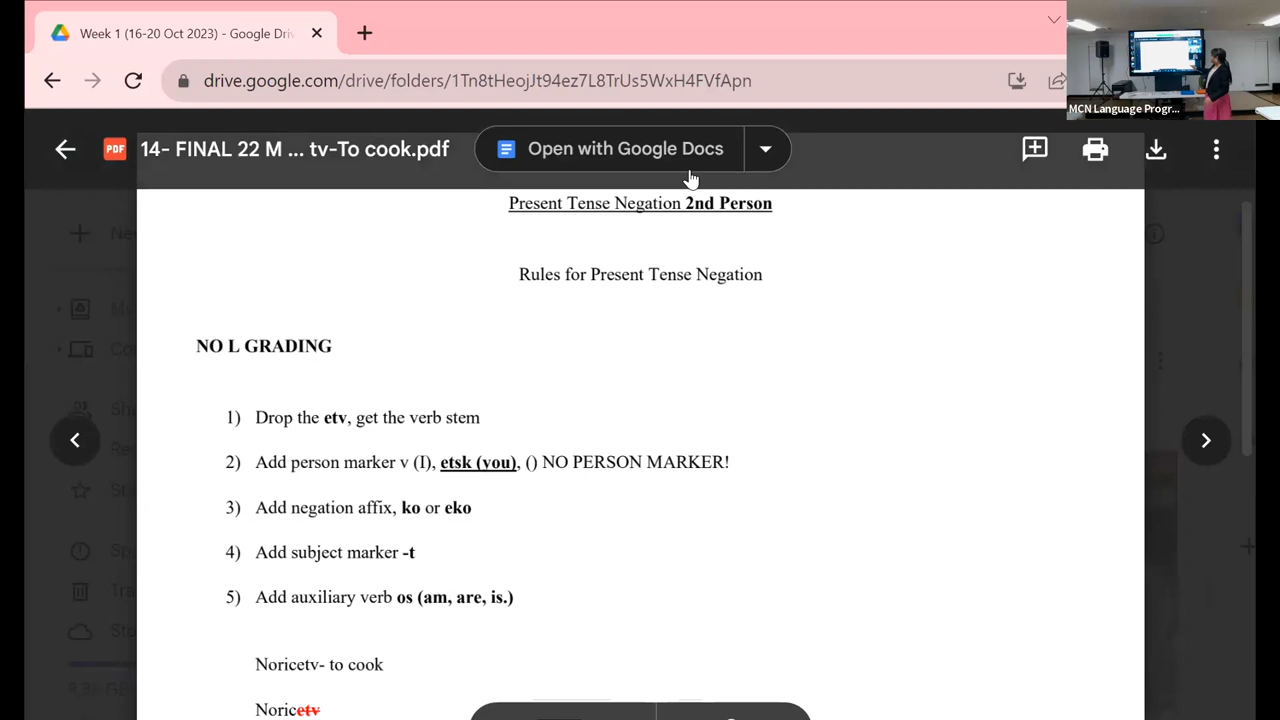 Week 1 (16-20 Oct 2023) - Google Dri
drive.google.com/drive/folders/1Tn8tHeojJt94ez7L8TrUs5WxH4FVfApn
MCN Language Progr...
PDF
14- FINAL 22 M ... tv-To cook.pdf
Open with Google Docs
Present Tense Negation 2nd Person
Rules for Present Tense Negation
NO L GRADING
1) Drop the etv, get the verb stem
2) Add person marker v (I), etsk (you), () NO PERSON MARKER!
3) Add negation affix, ko or eko
4) Add subject marker -t
5) Add auxiliary verb os (am, are, is.)
Noricetv- to cook
Noricetv